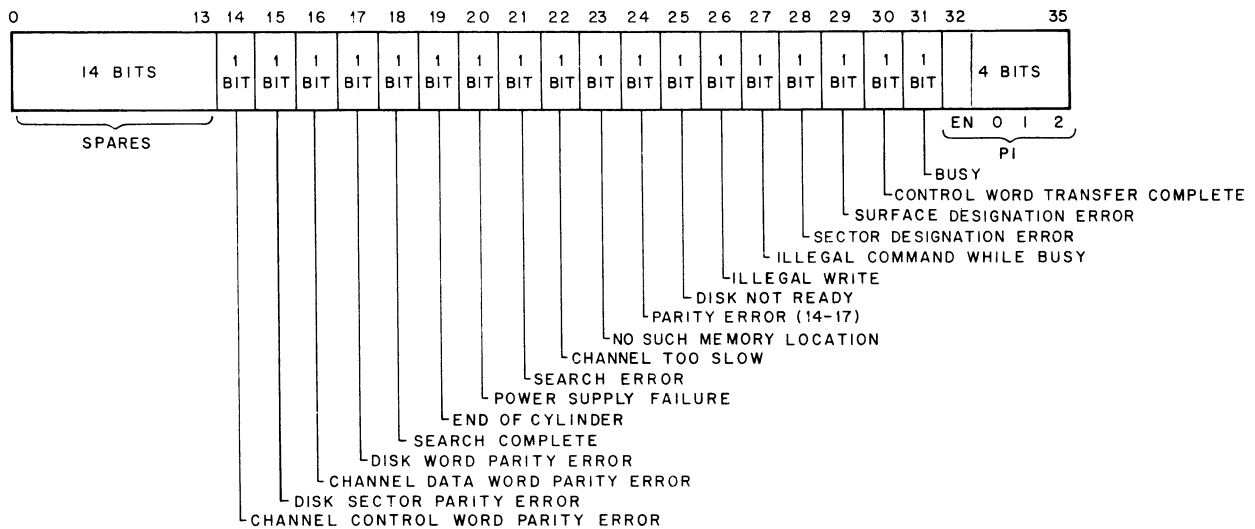 0 13 14 15 16 17 18 19 20 21 22 23 24 25 26 27 28 29 30 31 32 35
14 BITS 1 1 1 1 1 1 1 1 1 1 1 1 1 1 1 1 1 1 4 BITS
BIT BIT BIT BIT BIT BIT BIT BIT BIT BIT BIT BIT BIT BIT BIT BIT BIT BIT
SPARES
EN 0 1 2
PI
BUSY
CONTROL WORD TRANSFER COMPLETE
SURFACE DESIGNATION ERROR
SECTOR DESIGNATION ERROR
ILLEGAL COMMAND WHILE BUSY
ILLEGAL WRITE
DISK NOT READY
PARITY ERROR (14-17)
NO SUCH MEMORY LOCATION
CHANNEL TOO SLOW
SEARCH ERROR
POWER SUPPLY FAILURE
END OF CYLINDER
SEARCH COMPLETE
DISK WORD PARITY ERROR
CHANNEL DATA WORD PARITY ERROR
DISK SECTOR PARITY ERROR
CHANNEL CONTROL WORD PARITY ERROR